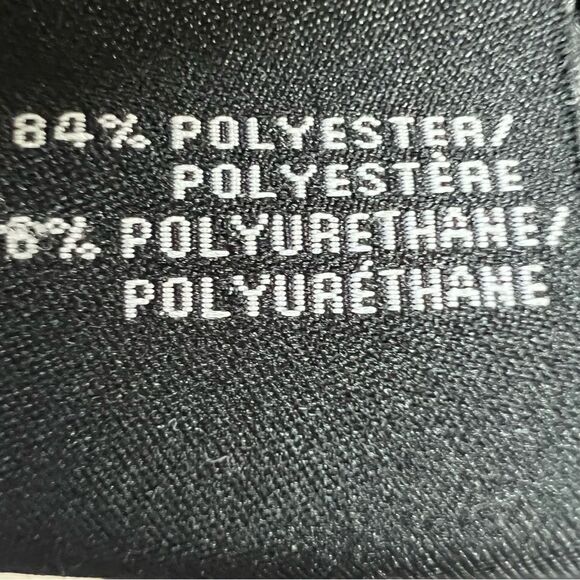 84% POLYESTER/
POLYESTÈRE
6% POLYURETHANE/
POLYURÉTHANE